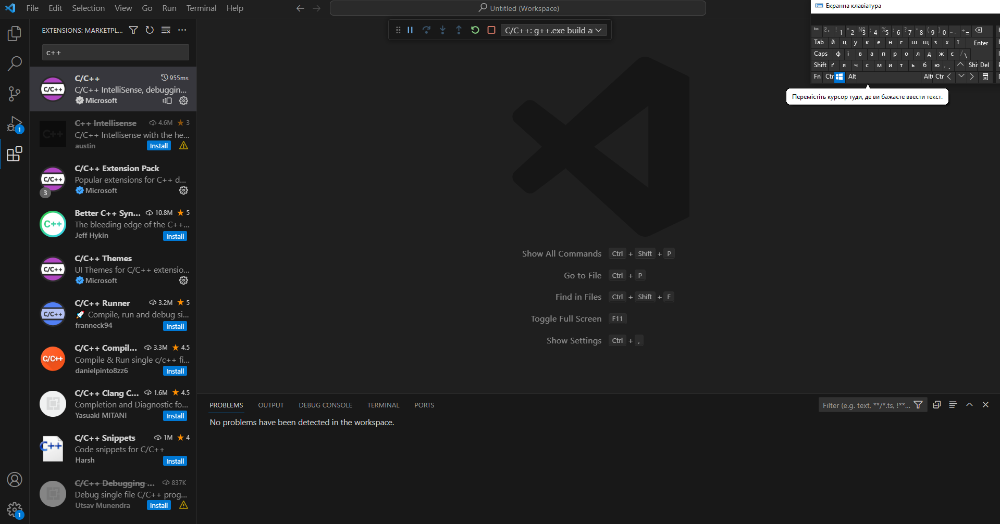 File Edit Selection View Go Run Terminal Help
Untitled (Workspace)
Екранна клавіатура
EXTENSIONS: MARKETPL...
c++
C/C++: g++.exe build a
C/C++ 955ms
C/C++ IntelliSense, debuggin...
Microsoft
C++ Intellisense 4.6M 3
C/C++ Intellisense with the he...
austin Install
C/C++ Extension Pack
Popular extensions for C++ d...
Microsoft
3
Better C++ Syn... 10.8M 5
The bleeding edge of the C++...
Jeff Hykin Install
C/C++ Themes
UI Themes for C/C++ extensio...
Microsoft
C/C++ Runner 3.2M 5
Compile, run and debug si...
franneck94 Install
C/C++ Compil... 3.3M 4.5
Compile & Run single c/c++ fi...
danielpinto8zz6 Install
C/C++ Clang C... 1.6M 4.5
Completion and Diagnostic fo...
Yasuaki MITANI Install
C/C++ Snippets 1M 4
Code snippets for C/C++
Harsh Install
C/C++ Debugging ... 837K
Debug single file C/C++ prog...
Utsav Munendra Install
1
1
Show All Commands Ctrl + Shift + P
Go to File Ctrl + P
Find in Files Ctrl + Shift + F
Toggle Full Screen F11
Show Settings Ctrl + ,
1 2 3 4 5 6 7 8 9 0 - =
Tab й ц у к е н г ш щ з х ї Enter
Caps ф і в а п р о л д ж є \
Shift ґ я ч с м и т ь б ю . Shi Del
Fn Ctr Alt Alt Ctr
Перемістіть курсор туди, де ви бажаєте ввести текст.
PROBLEMS OUTPUT DEBUG CONSOLE TERMINAL PORTS
Filter (e.g. text, **/*.ts, !**...
No problems have been detected in the workspace.